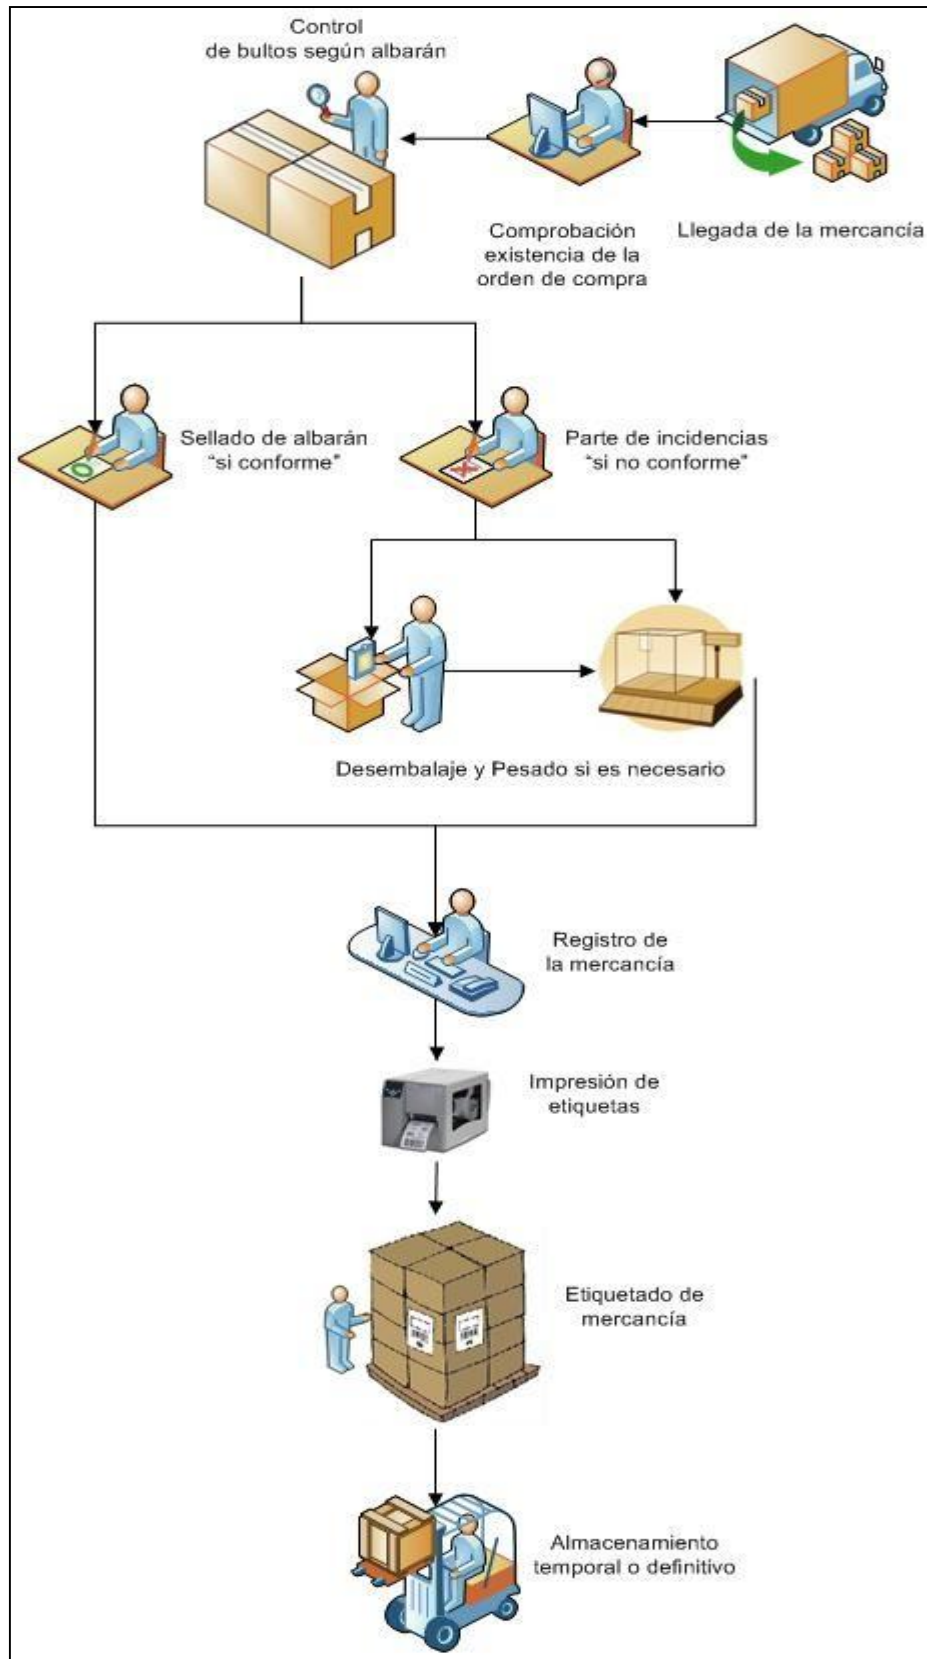 Control
de bultos según albarán
Comprobación
existencia de la
orden de compra
Llegada de la mercancía
Sellado de albarán
“si conforme”
Parte de incidencias
“si no conforme”
Desembalaje y Pesado si es necesario
Registro de
la mercancía
Impresión de
etiquetas
Etiquetado de
mercancía
Almacenamiento
temporal o definitivo